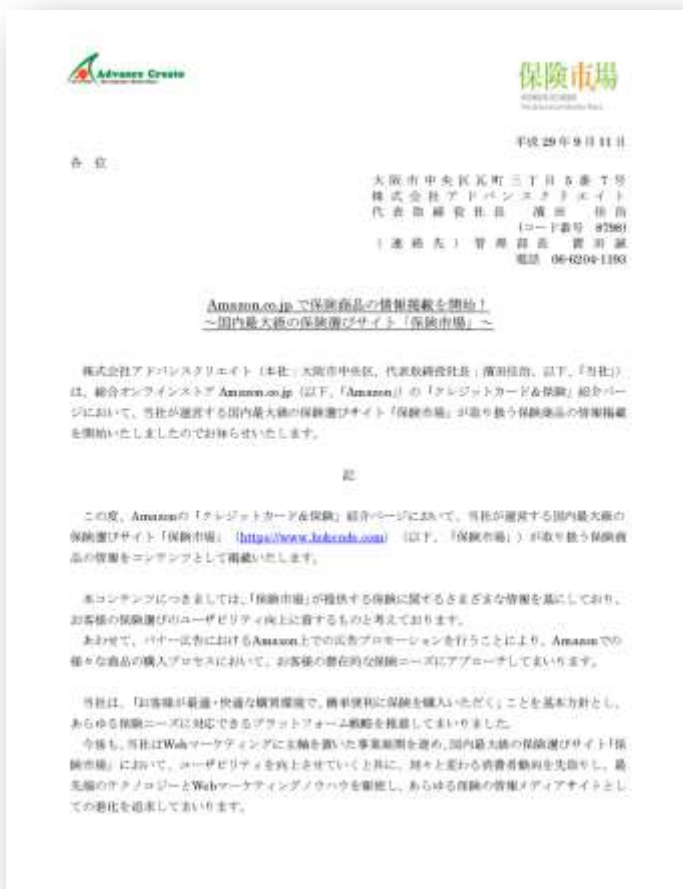 Advance Create
保険市場
平成 29 年 9 月 11 日
各 位
大阪市中央区瓦町三丁目5番7号
株式会社アドバンスクリエイト
代表取締役社長 濱田 佳治
(コード番号 8798)
(連絡先) 管理部長
電話 06-6204-1193
Amazon.co.jp で保険商品の情報掲載を開始!
~国内最大級の保険選びサイト「保険市場」~
株式会社アドバンスクリエイト(本社:大阪市中央区、代表取締役社長:濱田佳治、以下、「当社」)
は、総合オンラインストア Amazon.co.jp(以下、「Amazon」)の「クレジットカード&保険」紹介ペー
ジにおいて、当社が運営する国内最大級の保険選びサイト「保険市場」が取り扱う保険商品の情報掲載
を開始いたしましたのでお知らせいたします。
記
この度、Amazonの「クレジットカード&保険」紹介ページにおいて、当社が運営する国内最大級の
保険選びサイト「保険市場」(https://www.hokende.com)(以下、「保険市場」)が取り扱う保険商
品の情報をコンテンツとして掲載いたします。
本コンテンツにつきましては、「保険市場」が提供する保険に関するさまざまな情報を基にしており、
お客様の保険選びのユーザビリティ向上に資するものと考えております。
あわせて、バナー広告におけるAmazon上での広告プロモーションを行うことにより、Amazonでの
様々な商品の購入プロセスにおいて、お客様の潜在的な保険ニーズにアプローチしてまいります。
当社は、「お客様が最適・快適な購買環境で、簡単便利に保険を購入いただく」ことを基本方針とし、
あらゆる保険ニーズに対応できるプラットフォーム戦略を推進してまいりました。
今後も、当社はWebマーケティングに主軸を置いた事業展開を進め、国内最大級の保険選びサイト「保
険市場」において、ユーザビリティを向上させていくと共に、刻々と変わる消費者動向を先取りし、最
先端のテクノロジーとWebマーケティングノウハウを駆使し、あらゆる保険の情報メディアサイトとし
ての進化を追求してまいります。